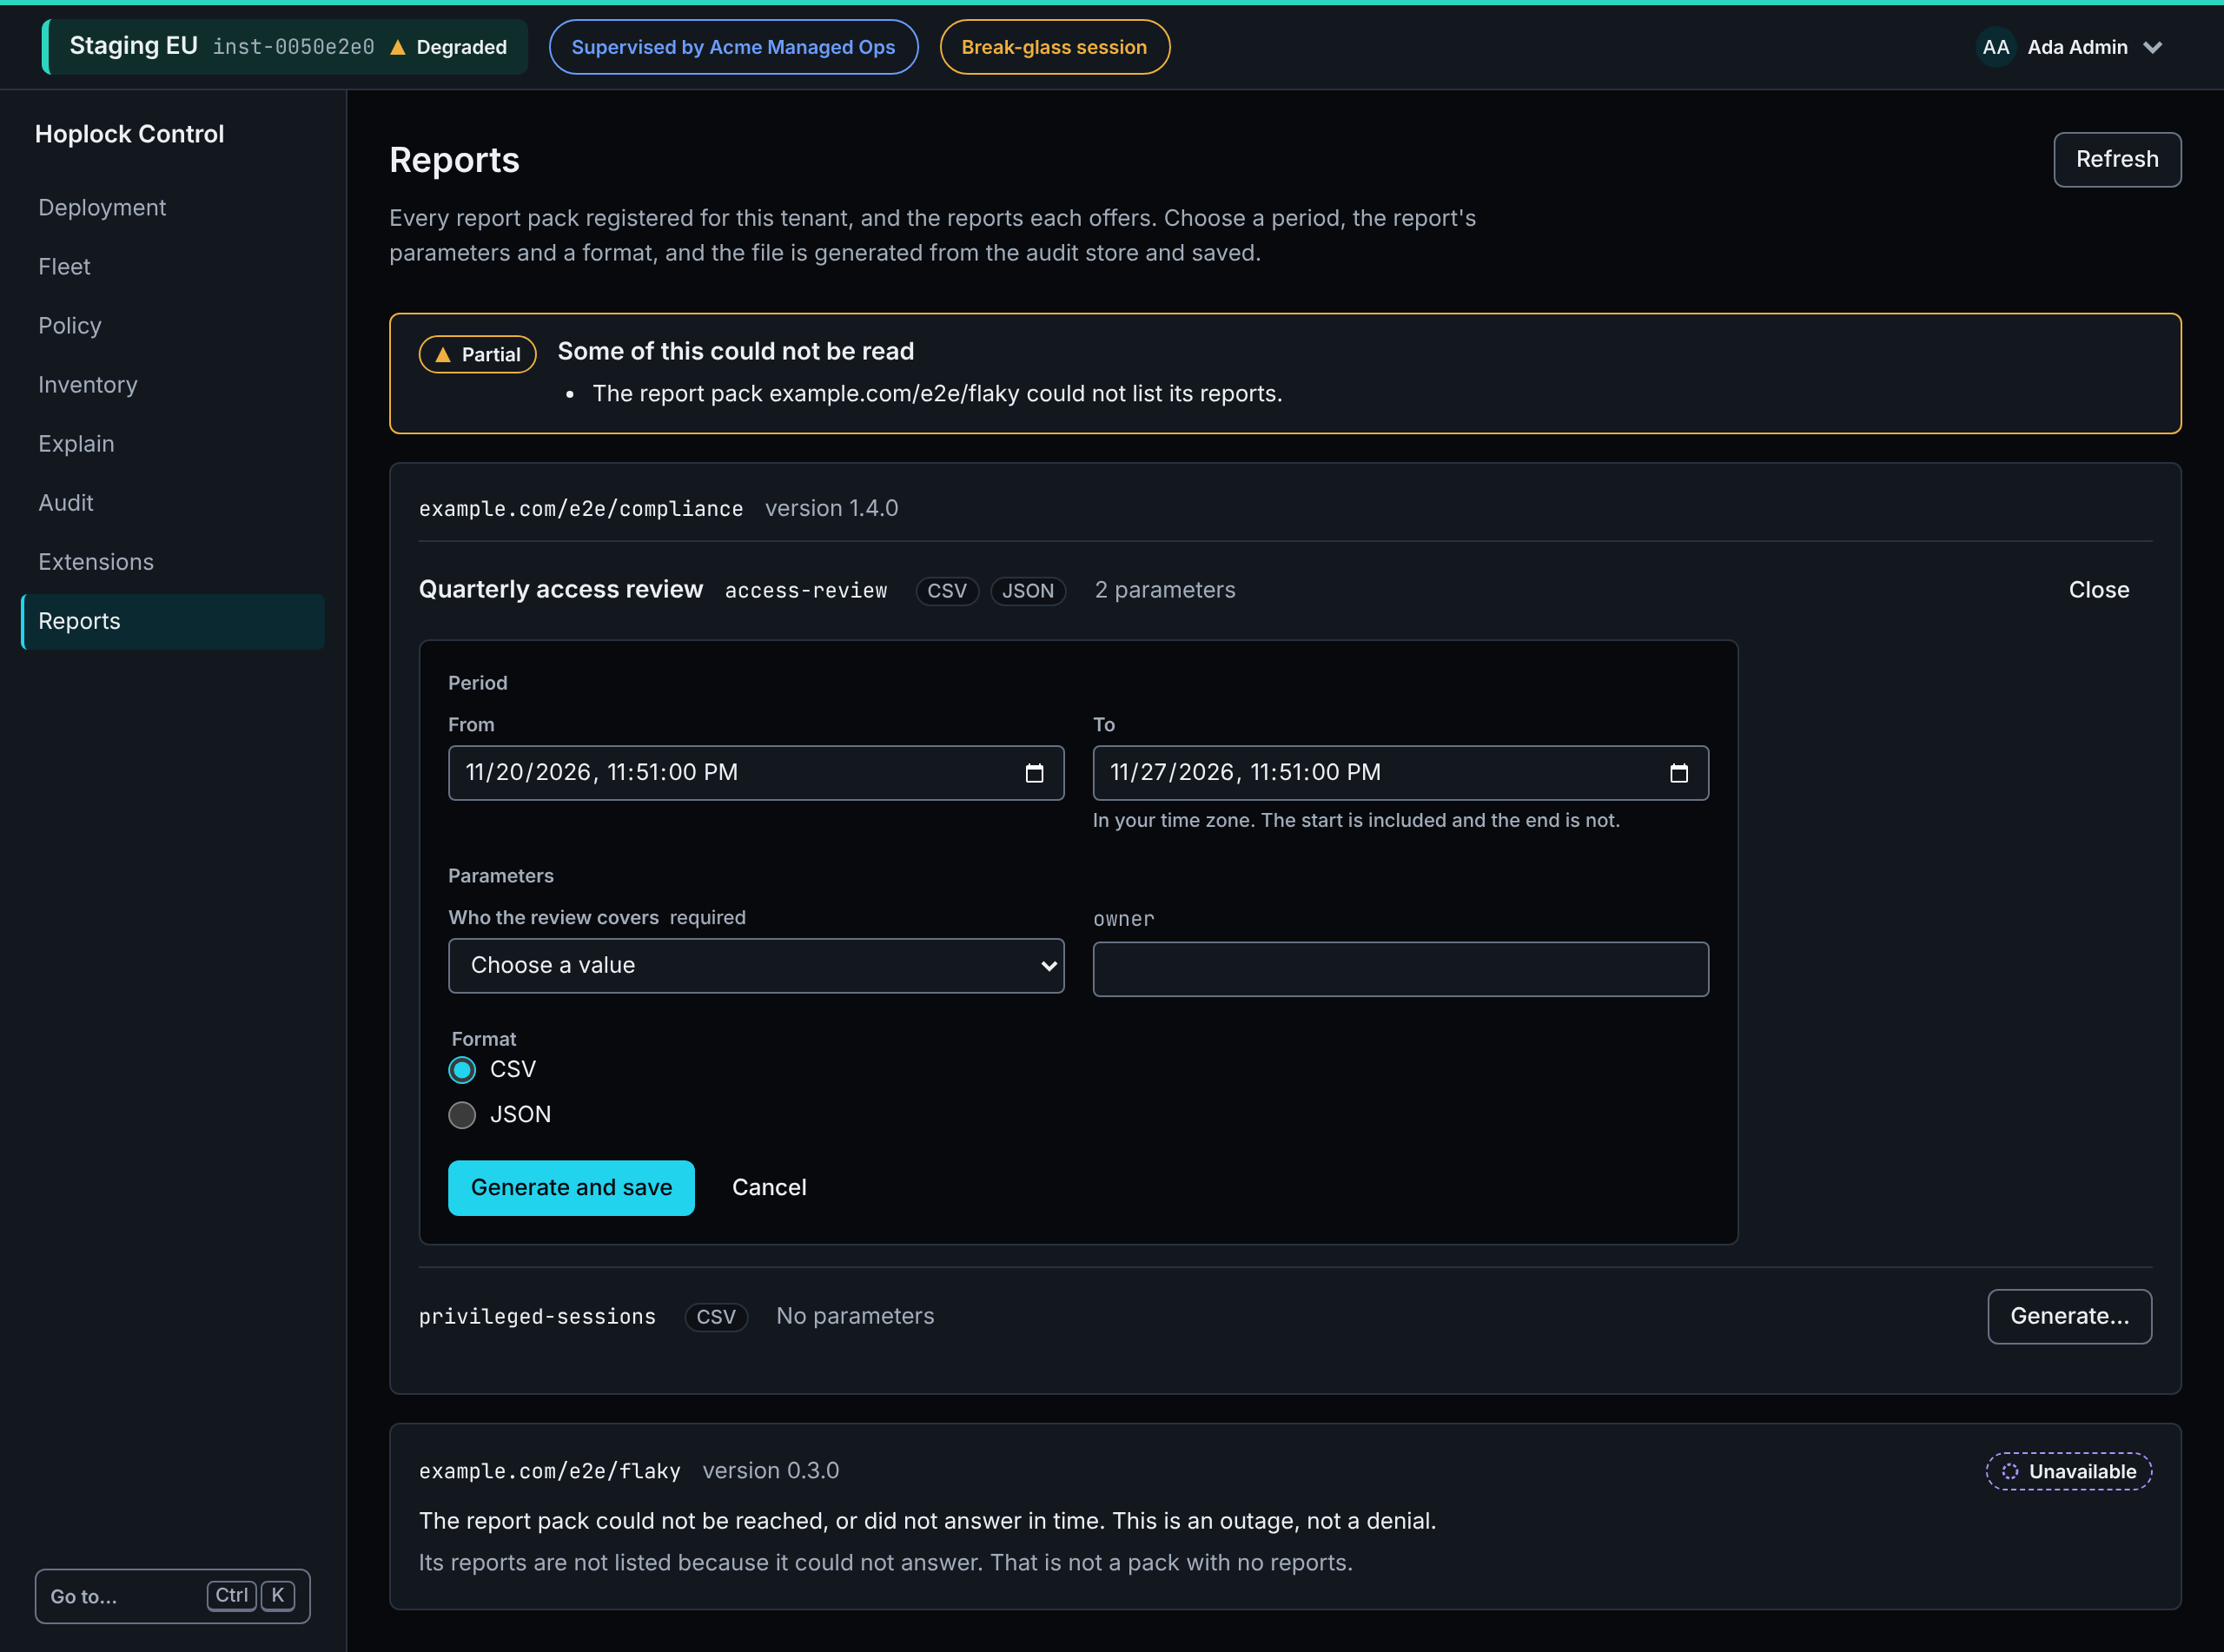 Staging EU inst-0050e2e0 Degraded
Supervised by Acme Managed Ops
Break-glass session
AA Ada Admin
Hoplock Control
Deployment
Fleet
Policy
Inventory
Explain
Audit
Extensions
Reports
Go to... Ctrl K
Reports
Refresh
Every report pack registered for this tenant, and the reports each offers. Choose a period, the report's
parameters and a format, and the file is generated from the audit store and saved.
Partial
Some of this could not be read
• The report pack example.com/e2e/flaky could not list its reports.
example.com/e2e/compliance version 1.4.0
Quarterly access review access-review CSV JSON 2 parameters Close
Period
From
11/20/2026, 11:51:00 PM
To
11/27/2026, 11:51:00 PM
In your time zone. The start is included and the end is not.
Parameters
Who the review covers required
Choose a value
owner
Format
CSV
JSON
Generate and save
Cancel
privileged-sessions CSV No parameters Generate...
example.com/e2e/flaky version 0.3.0 Unavailable
The report pack could not be reached, or did not answer in time. This is an outage, not a denial.
Its reports are not listed because it could not answer. That is not a pack with no reports.